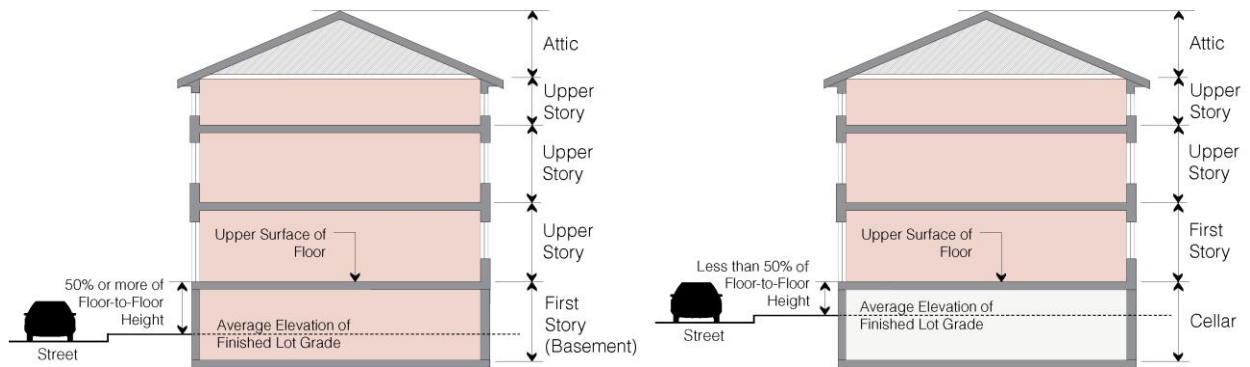 Attic
Upper
Story
Upper
Story
Upper Surface of
Floor
Upper
Story
50% or more of
Floor-to-Floor
Height
Average Elevation of
Finished Lot Grade
First
Story
(Basement)
Street
Attic
Upper
Story
Upper
Story
Upper Surface of
Floor
First
Story
Less than 50% of
Floor-to-Floor
Height
Average Elevation of
Finished Lot Grade
Cellar
Street